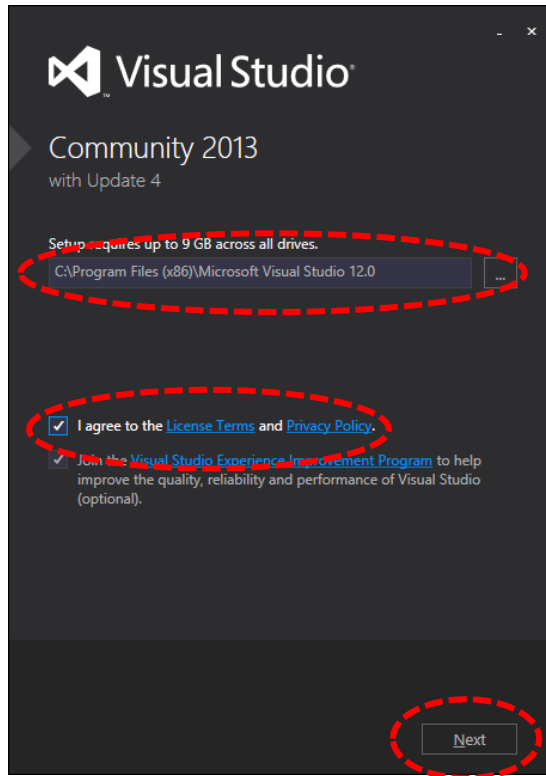 Visual Studio®
™
Community 2013
with Update 4
Setup requires up to 9 GB across all drives.
C:\Program Files (x86)\Microsoft Visual Studio 12.0
...
I agree to the License Terms and Privacy Policy.
Join the Visual Studio Experience Improvement Program to help
improve the quality, reliability and performance of Visual Studio
(optional).
Next